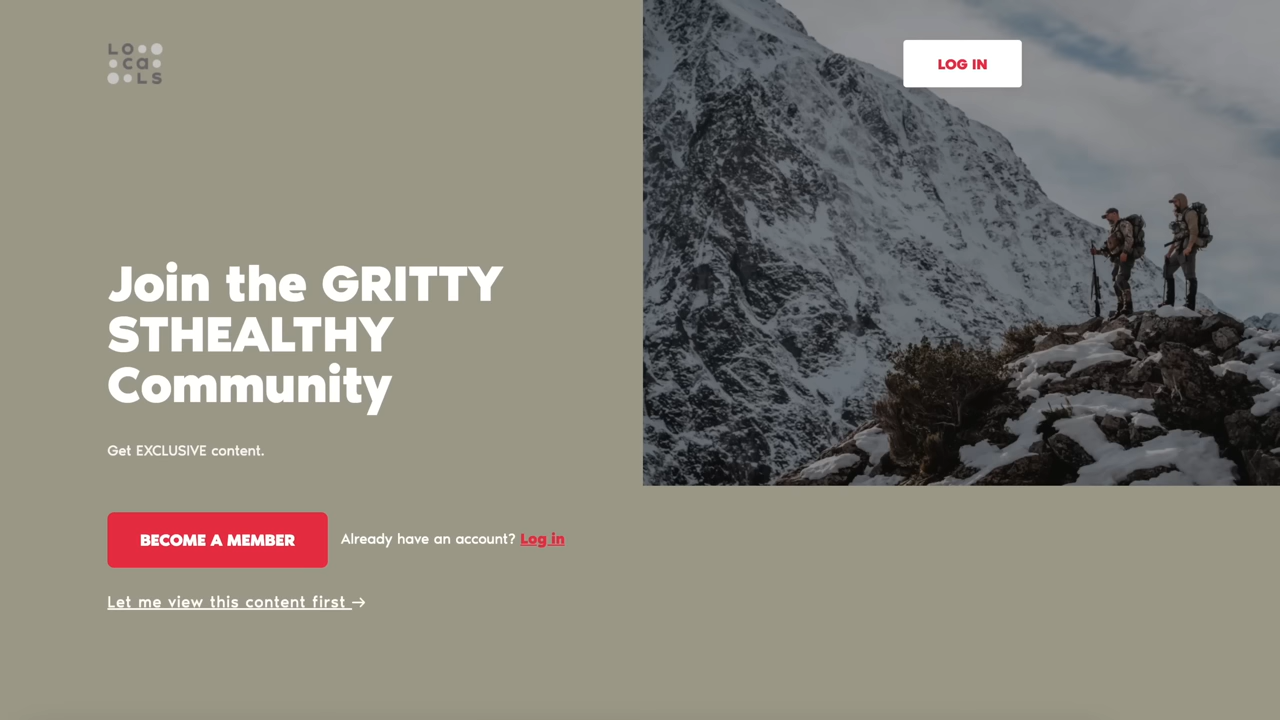 LO
ca
LS
LOG IN
Join the GRITTY
STHEALTHY
Community
Get EXCLUSIVE content.
BECOME A MEMBER
Already have an account? Log in
Let me view this content first →